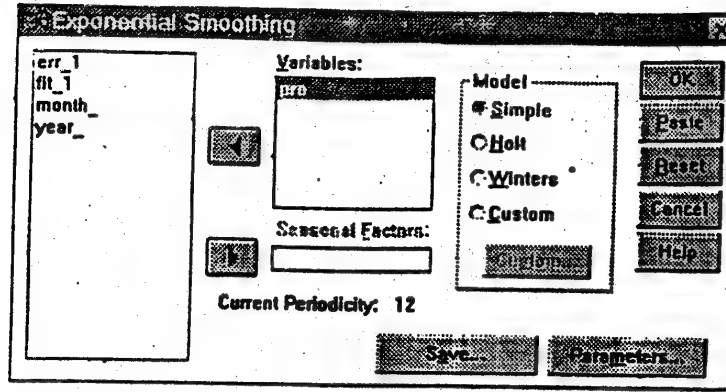 Exponential Smoothing
err_1
fit_1
month_
year_
Variables:
pro
Seasonal Factors:
Current Periodicity: 12
Model
Simple
Holt
Winters
Custom
Custom...
OK
Paste
Reset
Cancel
Help
Save...
Parameters...